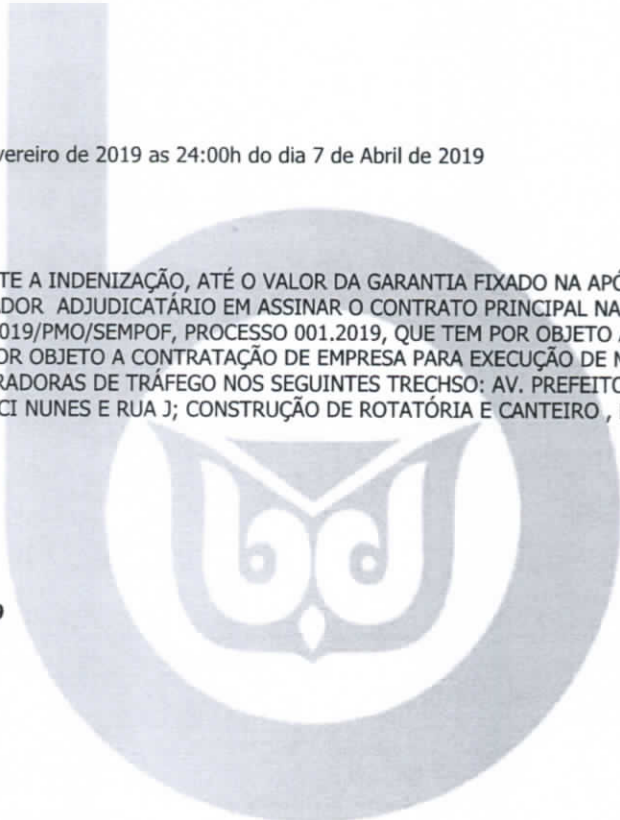 vereiro de 2019 as 24:00h do dia 7 de Abril de 2019
TE A INDENIZAÇÃO, ATÉ O VALOR DA GARANTIA FIXADO NA APÓ
ADOR ADJUDICATÁRIO EM ASSINAR O CONTRATO PRINCIPAL NA
019/PMO/SEMPOF, PROCESSO 001.2019, QUE TEM POR OBJETO A
OR OBJETO A CONTRATAÇÃO DE EMPRESA PARA EXECUÇÃO DE M
RADORAS DE TRÁFEGO NOS SEGUINTES TRECHSO: AV. PREFEITO
CI NUNES E RUA J; CONSTRUÇÃO DE ROTATÓRIA E CANTEIRO ,
9